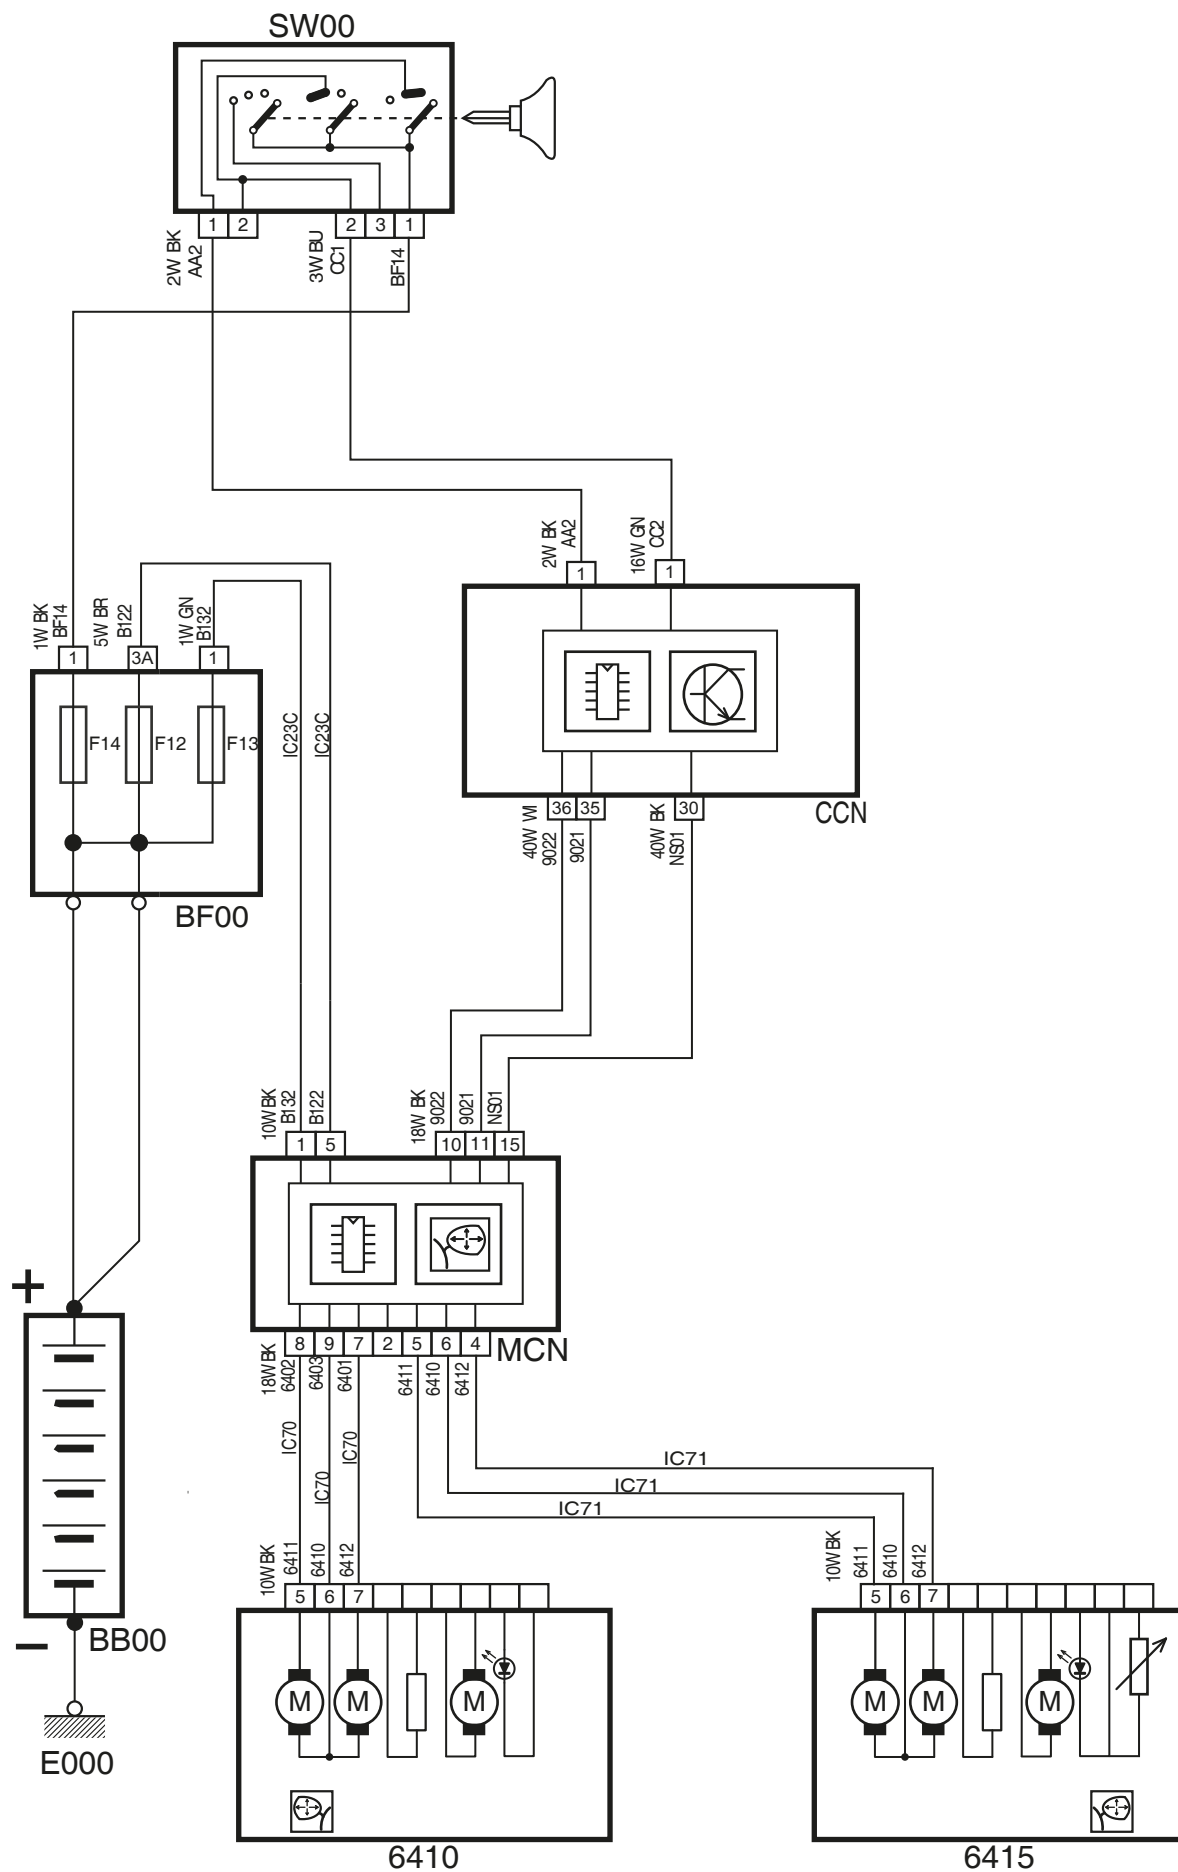 SW00
1 2 2 3 1
2W BK
AA2
3W BU
CC1
BF14
2W BK
AA2
16W GN
CC2
1 1
1W BK
BF14
5W BR
B122
1W GN
B132
1 3A 1
F14 F12 F13
IC23C
IC23C
36 35 30
CCN
40W WI
9022
9021
40W BK
NS01
BF00
10W BK
B132
B122
18W BK
9022
9021
NS01
1 5 10 11 15
+
8 9 7 2 5 6 4
MCN
18W BK
6402
6403
6401
6411
6410
6412
IC70
IC70
IC70
IC71
IC71
IC71
10W BK
6411
6410
6412
10W BK
6411
6410
6412
5 6 7
5 6 7
–
BB00
M M M
M M M
E000
6410
6415